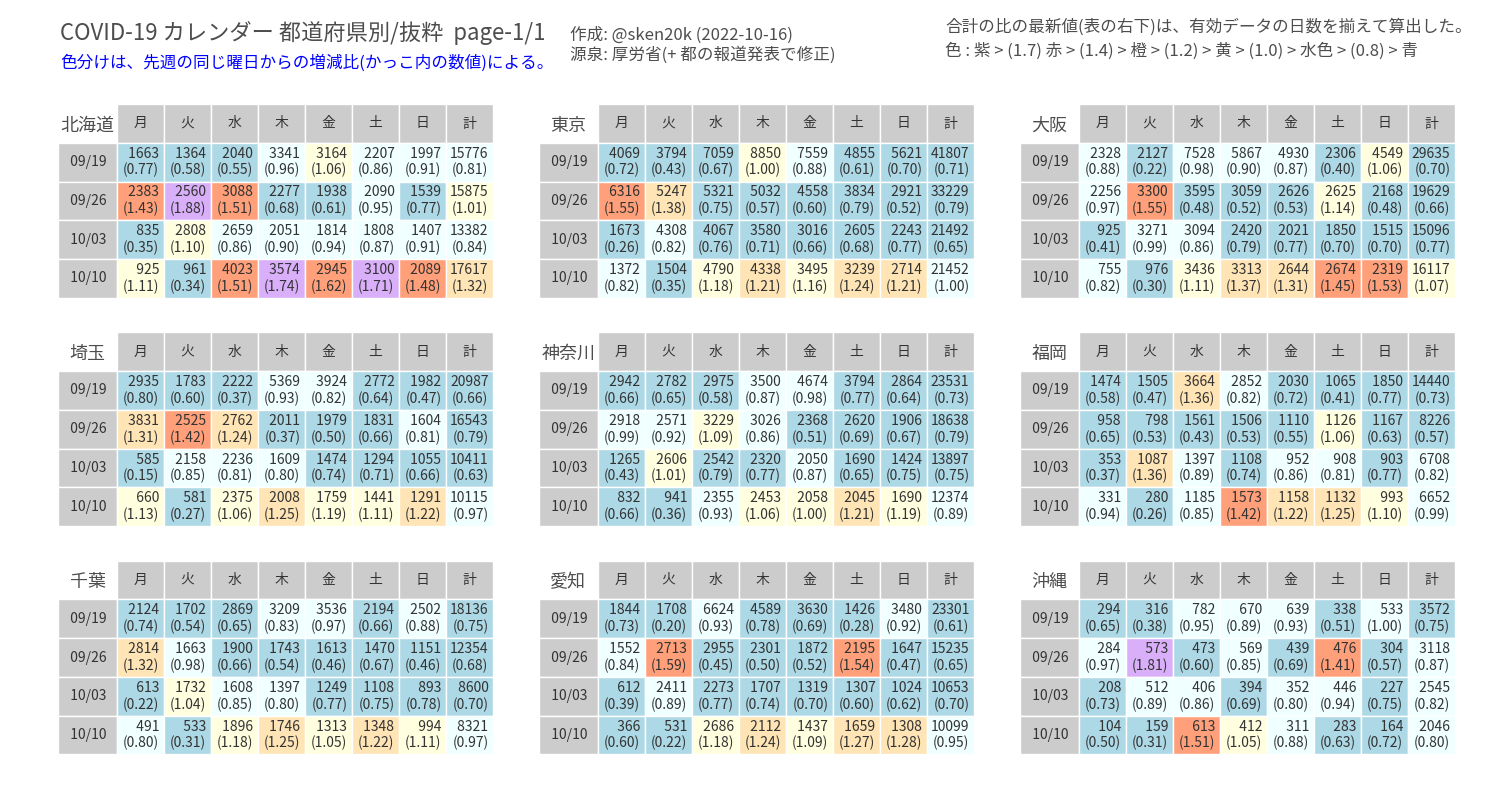 COVID-19 カレンダー 都道府県別/抜粋 page-1/1
色分けは、先週の同じ曜日からの増減比(かっこ内の数値)による。
作成: @sken20k (2022-10-16)
源泉: 厚労省(+ 都の報道発表で修正)
合計の比の最新値(表の右下)は、有効データの日数を揃えて算出した。
色 : 紫 > (1.7) 赤 > (1.4) > 橙 > (1.2) > 黄 > (1.0) > 水色 > (0.8) > 青
北海道 月 火 水 木 金 土 日 計
09/19 1663 1364 2040 3341 3164 2207 1997 15776
(0.77) (0.58) (0.55) (0.96) (1.06) (0.86) (0.91) (0.81)
09/26 2383 2560 3088 2277 1938 2090 1539 15875
(1.43) (1.88) (1.51) (0.68) (0.61) (0.95) (0.77) (1.01)
10/03 835 2808 2659 2051 1814 1808 1407 13382
(0.35) (1.10) (0.86) (0.90) (0.94) (0.87) (0.91) (0.84)
10/10 925 961 4023 3574 2945 3100 2089 17617
(1.11) (0.34) (1.51) (1.74) (1.62) (1.71) (1.48) (1.32)
東京 月 火 水 木 金 土 日 計
09/19 4069 3794 7059 8850 7559 4855 5621 41807
(0.72) (0.43) (0.67) (1.00) (0.88) (0.61) (0.70) (0.71)
09/26 6316 5247 5321 5032 4558 3834 2921 33229
(1.55) (1.38) (0.75) (0.57) (0.60) (0.79) (0.52) (0.79)
10/03 1673 4308 4067 3580 3016 2605 2243 21492
(0.26) (0.82) (0.76) (0.71) (0.66) (0.68) (0.77) (0.65)
10/10 1372 1504 4790 4338 3495 3239 2714 21452
(0.82) (0.35) (1.18) (1.21) (1.16) (1.24) (1.21) (1.00)
大阪 月 火 水 木 金 土 日 計
09/19 2328 2127 7528 5867 4930 2306 4549 29635
(0.88) (0.22) (0.98) (0.90) (0.87) (0.40) (1.06) (0.70)
09/26 2256 3300 3595 3059 2626 2625 2168 19629
(0.97) (1.55) (0.48) (0.52) (0.53) (1.14) (0.48) (0.66)
10/03 925 3271 3094 2420 2021 1850 1515 15096
(0.41) (0.99) (0.86) (0.79) (0.77) (0.70) (0.70) (0.77)
10/10 755 976 3436 3313 2644 2674 2319 16117
(0.82) (0.30) (1.11) (1.37) (1.31) (1.45) (1.53) (1.07)
埼玉 月 火 水 木 金 土 日 計
09/19 2935 1783 2222 5369 3924 2772 1982 20987
(0.80) (0.60) (0.37) (0.93) (0.82) (0.64) (0.47) (0.66)
09/26 3831 2525 2762 2011 1979 1831 1604 16543
(1.31) (1.42) (1.24) (0.37) (0.50) (0.66) (0.81) (0.79)
10/03 585 2158 2236 1609 1474 1294 1055 10411
(0.15) (0.85) (0.81) (0.80) (0.74) (0.71) (0.66) (0.63)
10/10 660 581 2375 2008 1759 1441 1291 10115
(1.13) (0.27) (1.06) (1.25) (1.19) (1.11) (1.22) (0.97)
神奈川 月 火 水 木 金 土 日 計
09/19 2942 2782 2975 3500 4674 3794 2864 23531
(0.66) (0.65) (0.58) (0.87) (0.98) (0.77) (0.64) (0.73)
09/26 2918 2571 3229 3026 2368 2620 1906 18638
(0.99) (0.92) (1.09) (0.86) (0.51) (0.69) (0.67) (0.79)
10/03 1265 2606 2542 2320 2050 1690 1424 13897
(0.43) (1.01) (0.79) (0.77) (0.87) (0.65) (0.75) (0.75)
10/10 832 941 2355 2453 2058 2045 1690 12374
(0.66) (0.36) (0.93) (1.06) (1.00) (1.21) (1.19) (0.89)
福岡 月 火 水 木 金 土 日 計
09/19 1474 1505 3664 2852 2030 1065 1850 14440
(0.58) (0.47) (1.36) (0.82) (0.72) (0.41) (0.77) (0.73)
09/26 958 798 1561 1506 1110 1126 1167 8226
(0.65) (0.53) (0.43) (0.53) (0.55) (1.06) (0.63) (0.57)
10/03 353 1087 1397 1108 952 908 903 6708
(0.37) (1.36) (0.89) (0.74) (0.86) (0.81) (0.77) (0.82)
10/10 331 280 1185 1573 1158 1132 993 6652
(0.94) (0.26) (0.85) (1.42) (1.22) (1.25) (1.10) (0.99)
千葉 月 火 水 木 金 土 日 計
09/19 2124 1702 2869 3209 3536 2194 2502 18136
(0.74) (0.54) (0.65) (0.83) (0.97) (0.66) (0.88) (0.75)
09/26 2814 1663 1900 1743 1613 1470 1151 12354
(1.32) (0.98) (0.66) (0.54) (0.46) (0.67) (0.46) (0.68)
10/03 613 1732 1608 1397 1249 1108 893 8600
(0.22) (1.04) (0.85) (0.80) (0.77) (0.75) (0.78) (0.70)
10/10 491 533 1896 1746 1313 1348 994 8321
(0.80) (0.31) (1.18) (1.25) (1.05) (1.22) (1.11) (0.97)
愛知 月 火 水 木 金 土 日 計
09/19 1844 1708 6624 4589 3630 1426 3480 23301
(0.73) (0.20) (0.93) (0.78) (0.69) (0.28) (0.92) (0.61)
09/26 1552 2713 2955 2301 1872 2195 1647 15235
(0.84) (1.59) (0.45) (0.50) (0.52) (1.54) (0.47) (0.65)
10/03 612 2411 2273 1707 1319 1307 1024 10653
(0.39) (0.89) (0.77) (0.74) (0.70) (0.60) (0.62) (0.70)
10/10 366 531 2686 2112 1437 1659 1308 10099
(0.60) (0.22) (1.18) (1.24) (1.09) (1.27) (1.28) (0.95)
沖縄 月 火 水 木 金 土 日 計
09/19 294 316 782 670 639 338 533 3572
(0.65) (0.38) (0.95) (0.89) (0.93) (0.51) (1.00) (0.75)
09/26 284 573 473 569 439 476 304 3118
(0.97) (1.81) (0.60) (0.85) (0.69) (1.41) (0.57) (0.87)
10/03 208 512 406 394 352 446 227 2545
(0.73) (0.89) (0.86) (0.69) (0.80) (0.94) (0.75) (0.82)
10/10 104 159 613 412 311 283 164 2046
(0.50) (0.31) (1.51) (1.05) (0.88) (0.63) (0.72) (0.80)